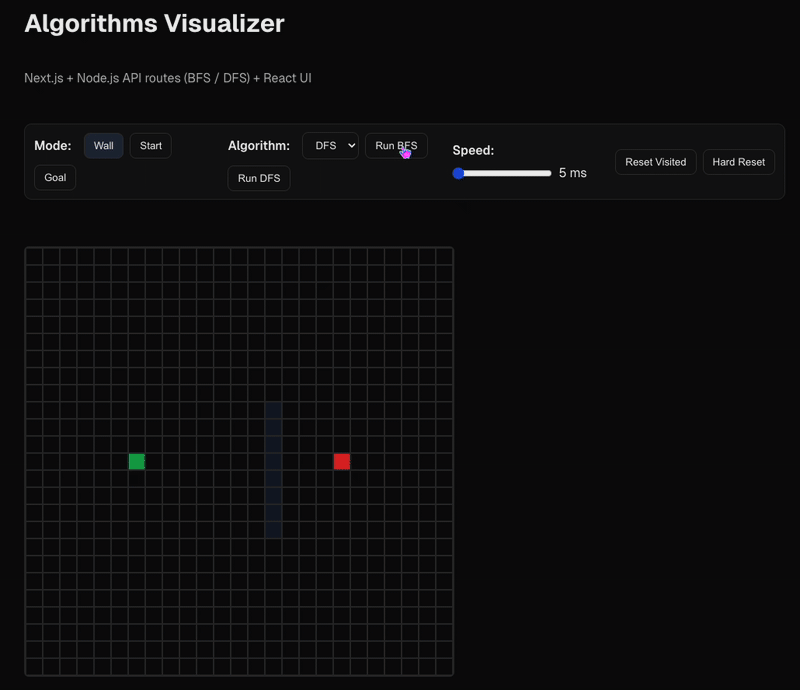 Algorithms Visualizer
Next.js + Node.js API routes (BFS / DFS) + React UI
Mode: Wall Start
Goal
Algorithm: DFS Run BFS
Run DFS
Speed:
5 ms
Reset Visited Hard Reset